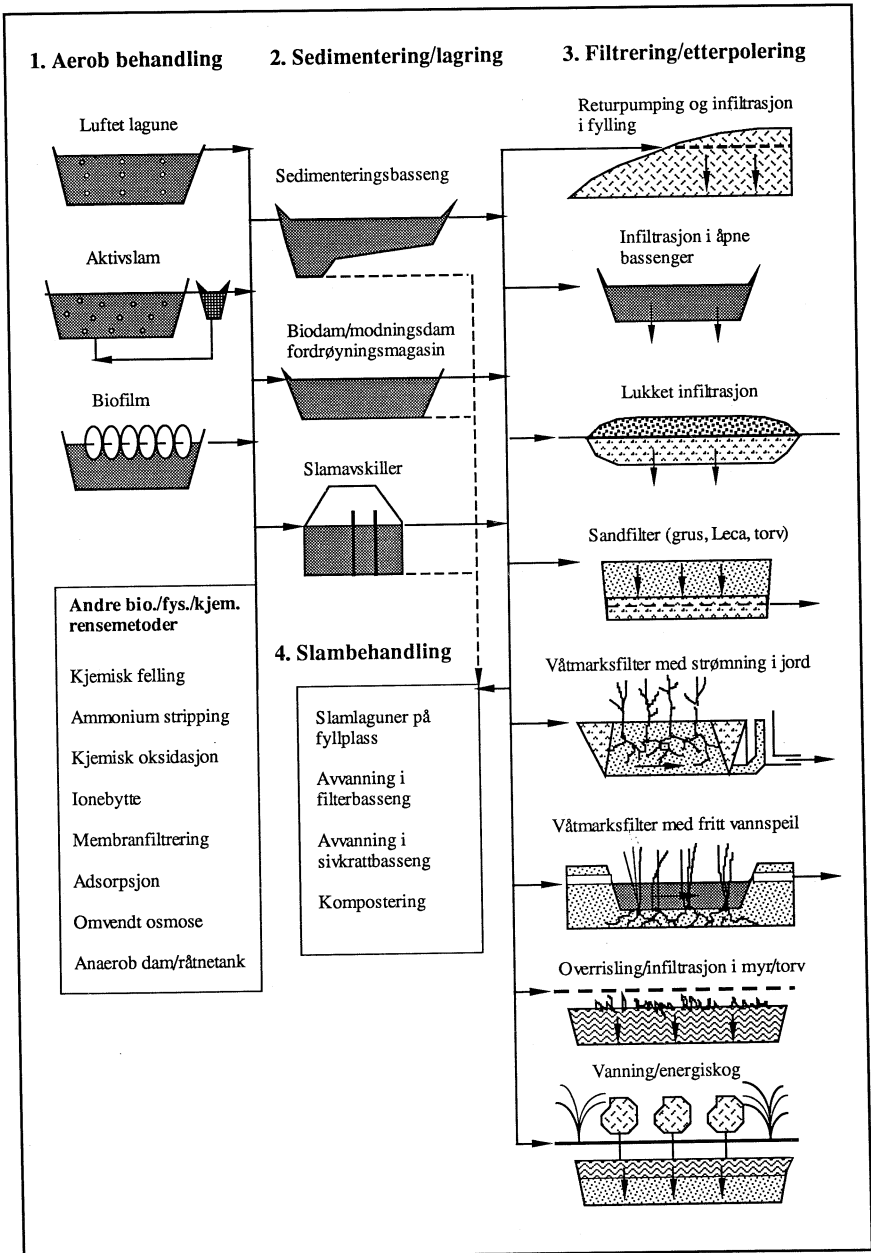 1. Aerob behandling
Luftet lagune
Aktivslam
Biofilm
Andre bio./fys./kjem.
rensemetoder
Kjemisk felling
Ammonium stripping
Kjemisk oksidasjon
Ionebytte
Membranfiltrering
Adsorpsjon
Omvendt osmose
Anaerob dam/råtnetank
2. Sedimentering/lagring
Sedimenteringsbasseng
Biodam/modningsdam
fordrøyningsmagasin
Slamavskiller
4. Slambehandling
Slamlaguner på
fyllplass
Avvanning i
filterbasseng
Avvanning i
sivkrattbasseng
Kompostering
3. Filtrering/etterpolering
Returpumping og infiltrasjon
i fylling
Infiltrasjon i åpne
bassenger
Lukket infiltrasjon
Sandfilter (grus, Leca, torv)
Våtmarksfilter med strømning i jord
Våtmarksfilter med fritt vannspeil
Overrisling/infiltrasjon i myr/torv
Vanning/energiskog